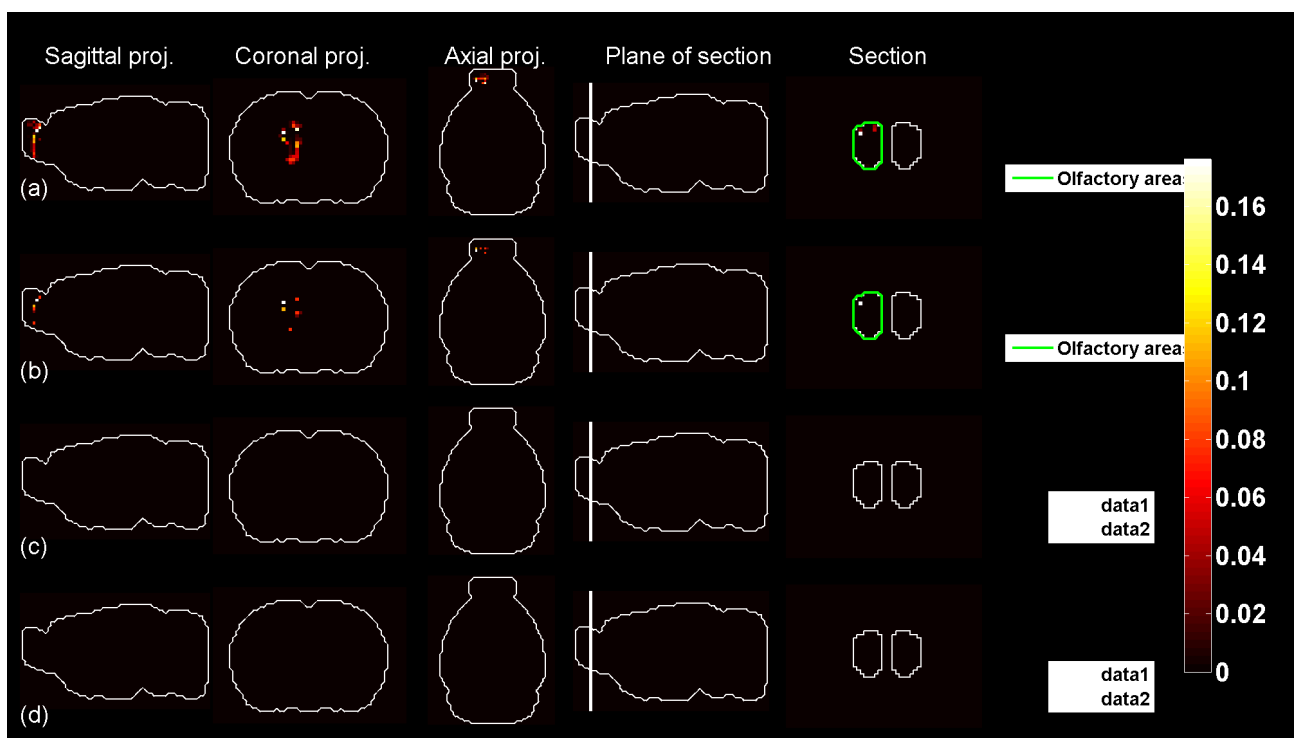 Sagittal proj. Coronal proj. Axial proj. Plane of section Section
(a)
Olfactory areas
0.16
0.14
(b)
0.12
Olfactory areas
0.1
0.08
0.06
(c)
data1
data2
0.04
0.02
(d)
data1
data2
0